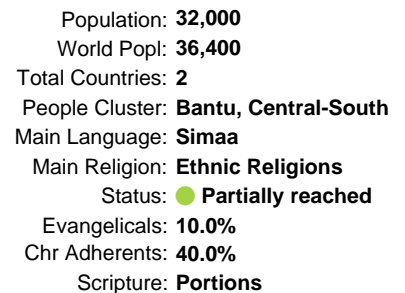 Population: 32,000
World Popl: 36,400
Total Countries: 2
People Cluster: Bantu, Central-South
Main Language: Simaa
Main Religion: Ethnic Religions
Status: Partially reached
Evangelicals: 10.0%
Chr Adherents: 40.0%
Scripture: Portions